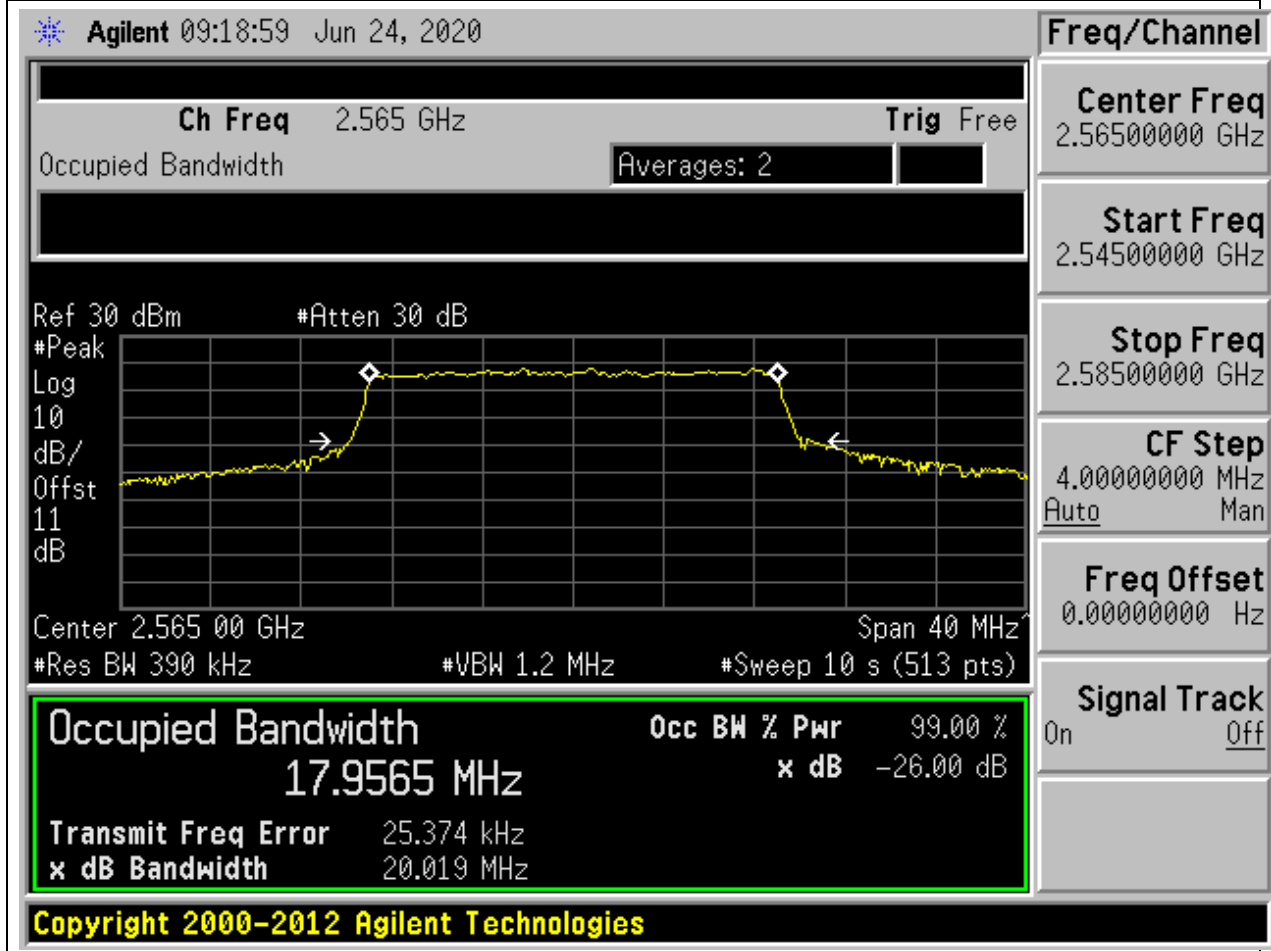 Agilent 09:18:59 Jun 24, 2020
Freq/Channel
Ch Freq 2.565 GHz Trig Free
Occupied Bandwidth Averages: 2
Ref 30 dBm #Atten 30 dB
#Peak
Log
10
dB/
Offst
11
dB
Center 2.565 00 GHz Span 40 MHz^
#Res BW 390 kHz #VBW 1.2 MHz #Sweep 10 s (513 pts)
Occupied Bandwidth
17.9565 MHz
Occ BW % Pwr 99.00 %
x dB -26.00 dB
Transmit Freq Error 25.374 kHz
x dB Bandwidth 20.019 MHz
Center Freq
2.56500000 GHz
Start Freq
2.54500000 GHz
Stop Freq
2.58500000 GHz
CF Step
4.00000000 MHz
Auto Man
Freq Offset
0.00000000 Hz
Signal Track
On Off
Copyright 2000-2012 Agilent Technologies